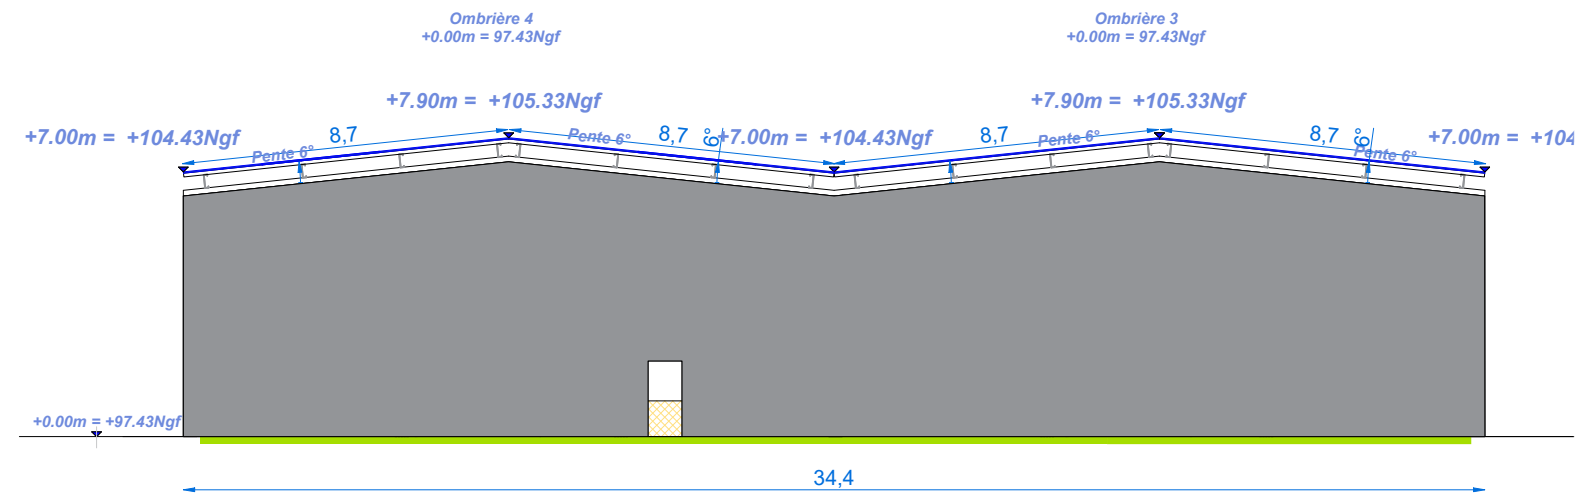 Ombrière 4
+0.00m = 97.43Ngf
Ombrière 3
+0.00m = 97.43Ngf
+7.90m = +105.33Ngf
+7.90m = +105.33Ngf
+7.00m = +104.43Ngf
8,7
Pente 6°
8,7
6°
+7.00m = +104.43Ngf
8,7
Pente 6°
8,7
6°
+7.00m = +104
Pente 6°
Pente 6°
+0.00m = +97.43Ngf
34,4